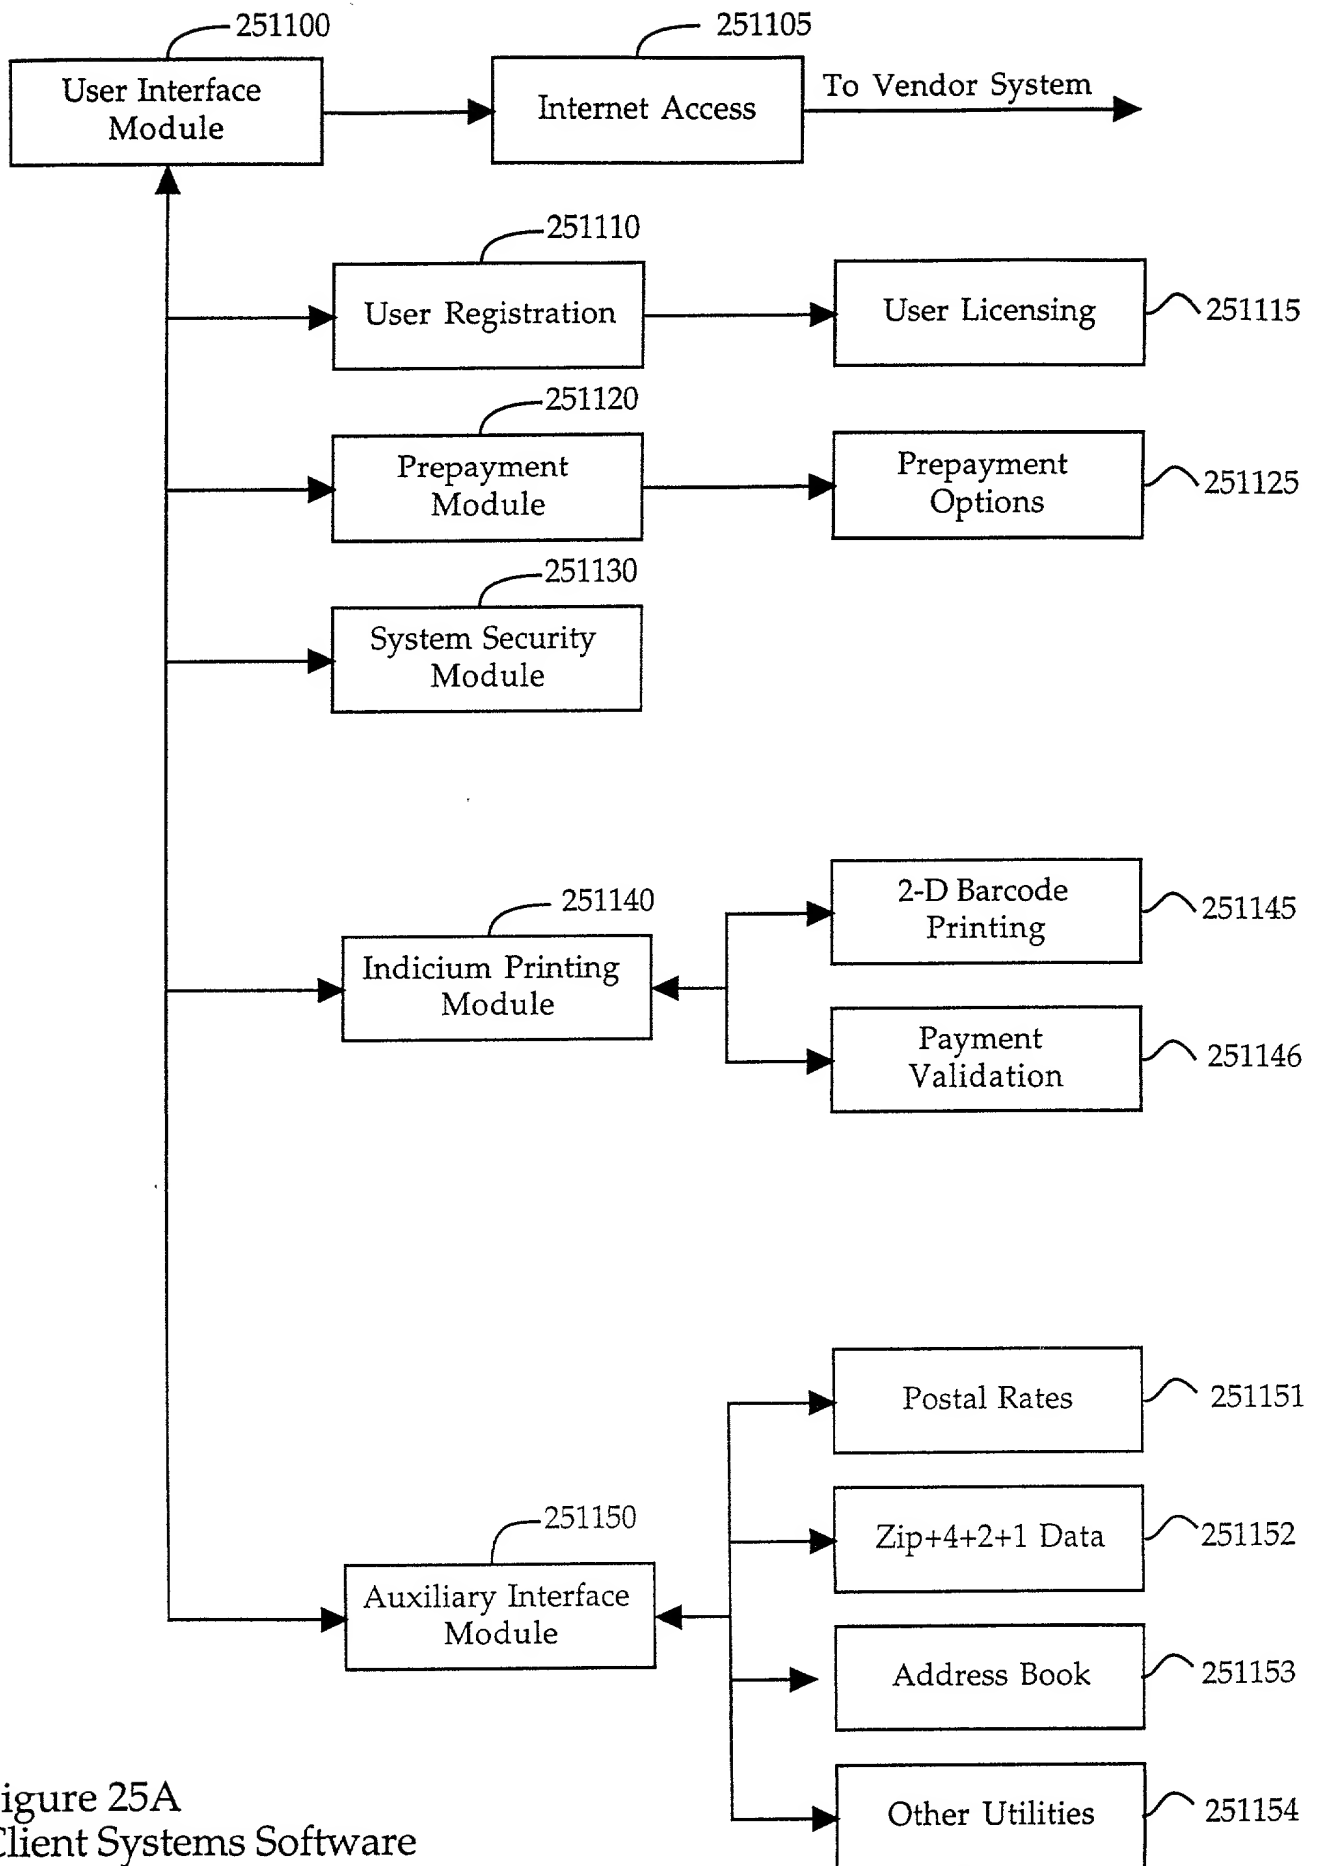 251100
251105
User Interface
Module
Internet Access
To Vendor System
251110
User Registration
User Licensing
251115
251120
Prepayment
Module
Prepayment
Options
251125
251130
System Security
Module
251140
Indicium Printing
Module
2-D Barcode
Printing
251145
Payment
Validation
251146
Postal Rates
251151
251150
Auxiliary Interface
Module
Zip+4+2+1 Data
251152
Address Book
251153
Other Utilities
251154
igure 25A
Client Systems Software